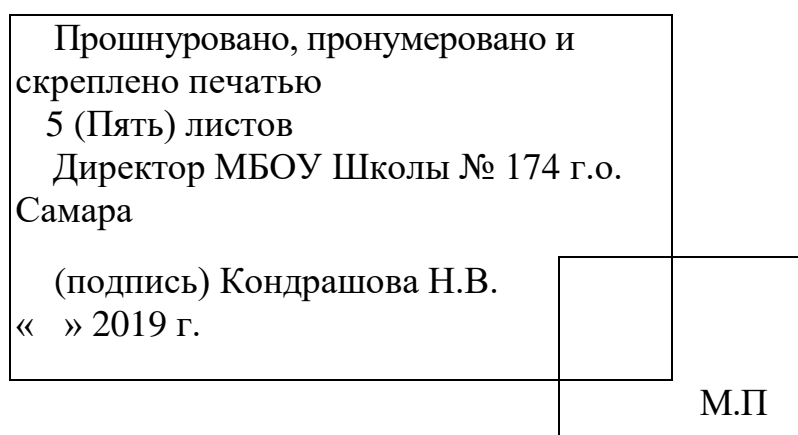 Прошнуровано, пронумеровано и
скреплено печатью
5 (Пять) листов
Директор МБОУ Школы № 174 г.о.
Самара
(подпись) Кондрашова Н.В.
« » 2019 г.
М.П